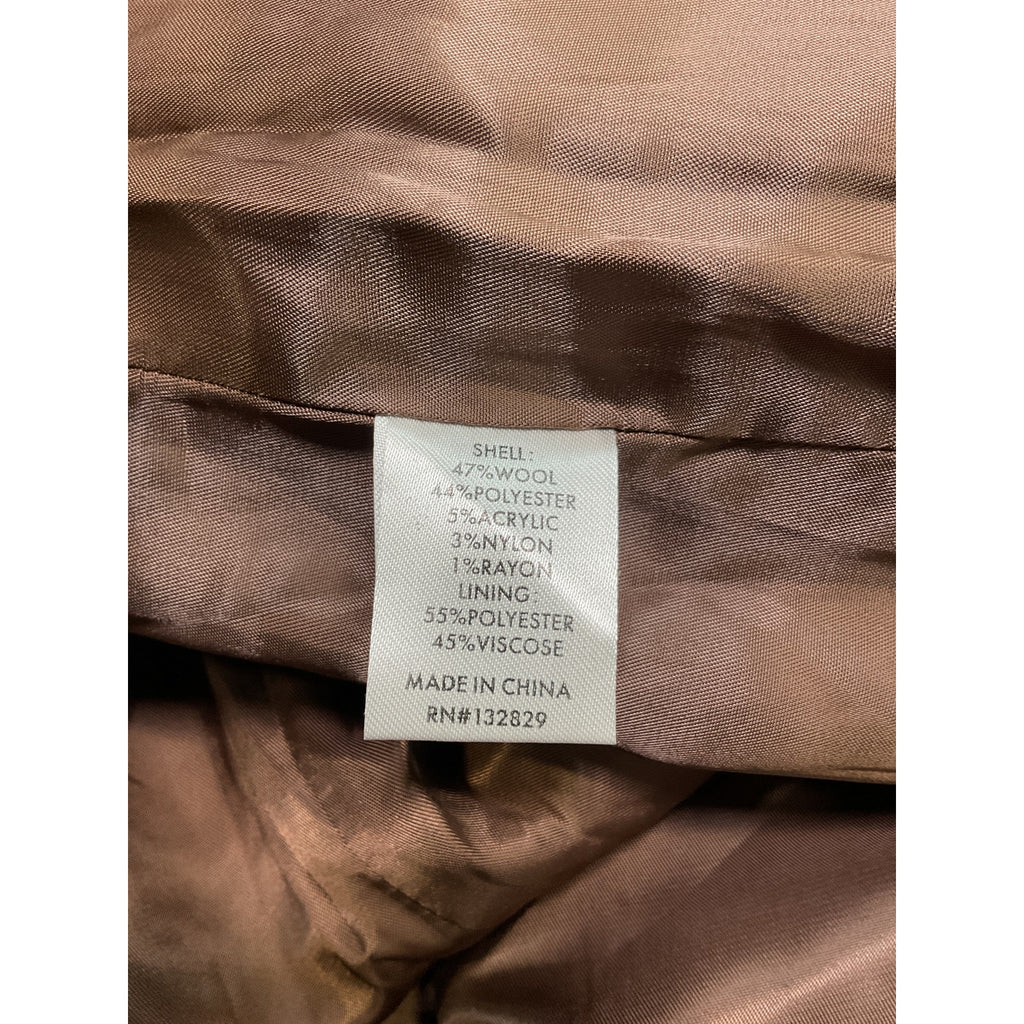 SHELL:
47%WOOL
44%POLYESTER
5%ACRYLIC
3%NYLON
1%RAYON
LINING:
55%POLYESTER
45%VISCOSE
MADE IN CHINA
RN#132829